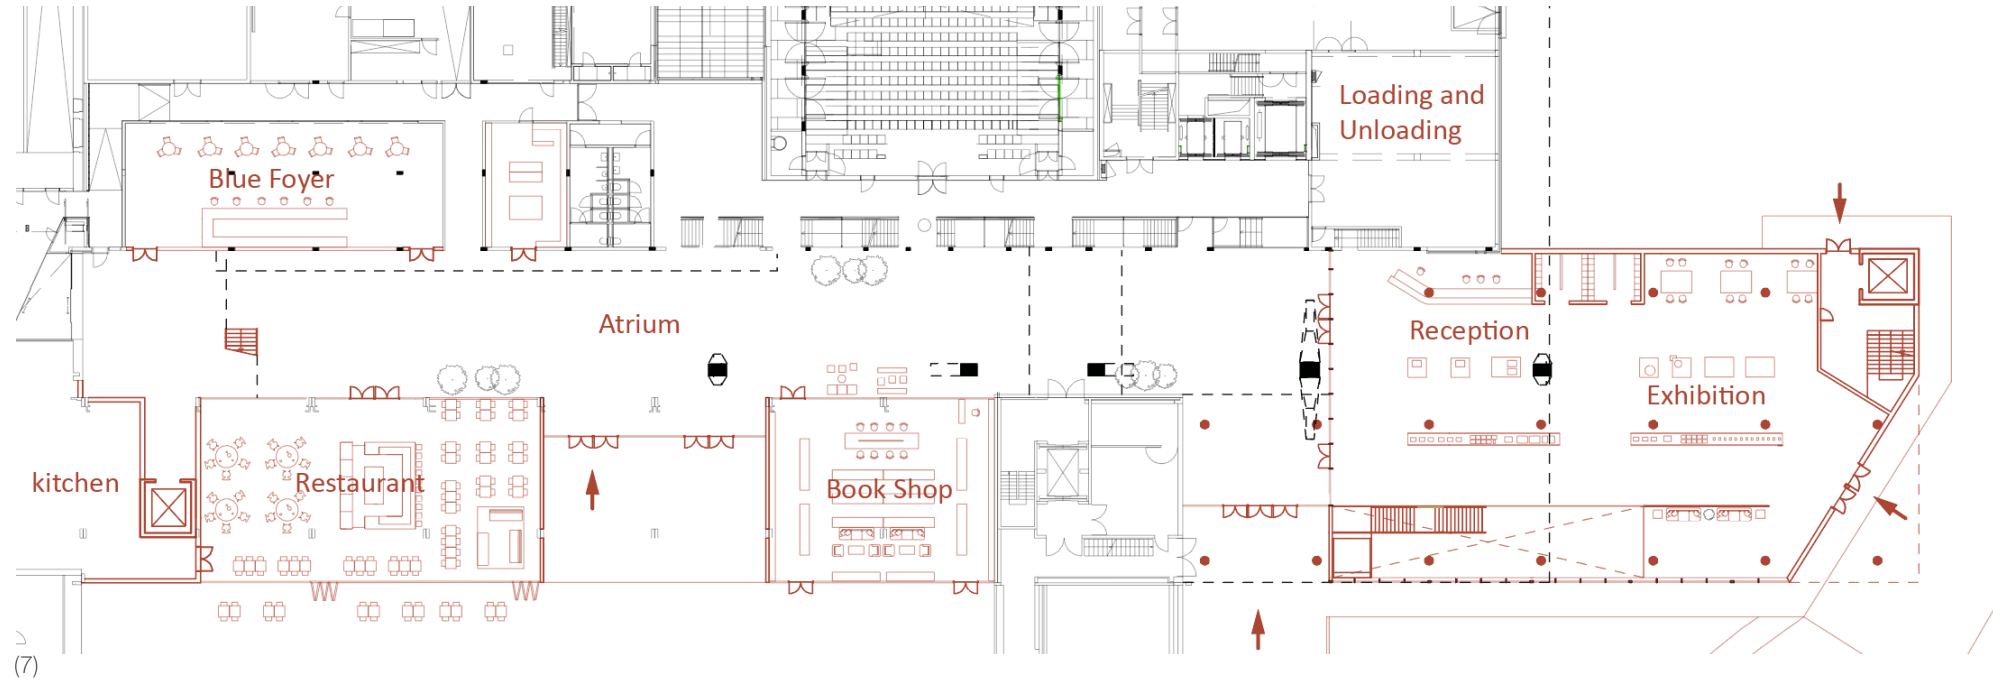 Loading and
Unloading
Blue Foyer
Atrium
Reception
Exhibition
kitchen
Restaurant
Book Shop
(7)